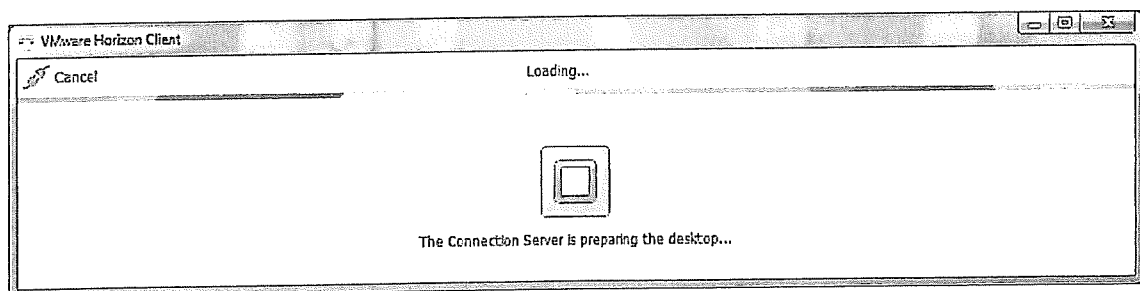 VMware Horizon Client
Cancel
Loading...
The Connection Server is preparing the desktop...